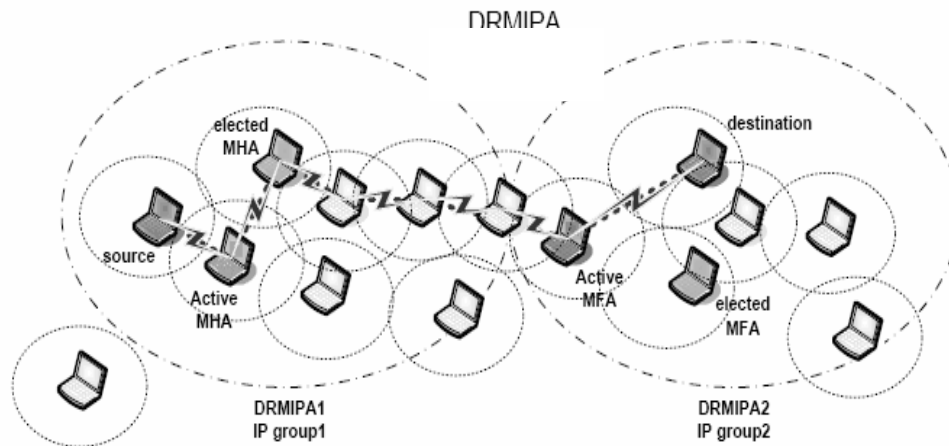 DRMIPA
elected
MHA
destination
source
Active
MHA
Active
MFA
elected
MFA
DRMIPA1
IP group1
DRMIPA2
IP group2